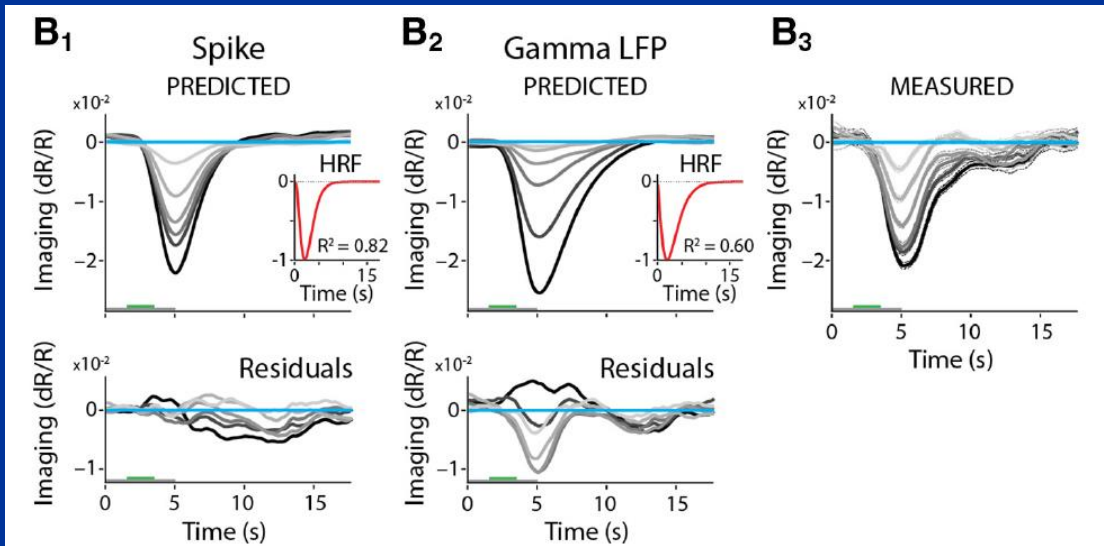 B1
Spike
PREDICTED
x10-2
0
−1
−2
Imaging (dR/R)
HRF
0
-1
R² = 0.82
0 15
Time (s)
x10-2
Residuals
0
−1
Imaging (dR/R)
0 5 10 15
Time (s)
B2
Gamma LFP
PREDICTED
x10-2
0
−1
−2
Imaging (dR/R)
HRF
0
-1
R² = 0.60
0 15
Time (s)
x10-2
Residuals
0
−1
Imaging (dR/R)
0 5 10 15
Time (s)
B3
MEASURED
x10-2
0
−1
−2
Imaging (dR/R)
0 5 10 15
Time (s)